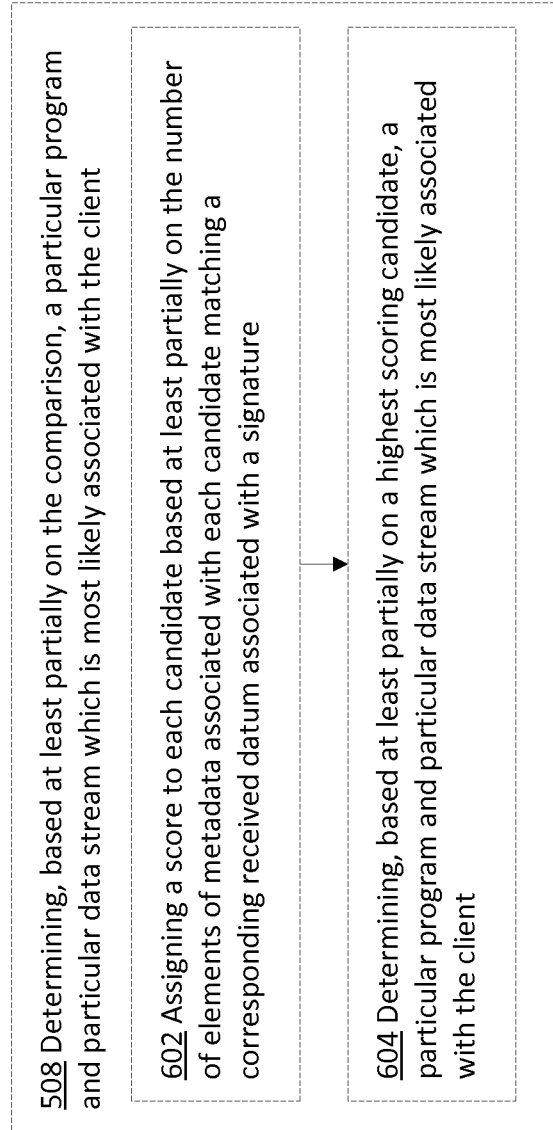 508 Determining, based at least partially on the comparison, a particular program
and particular data stream which is most likely associated with the client
602 Assigning a score to each candidate based at least partially on the number
of elements of metadata associated with each candidate matching a
corresponding received datum associated with a signature
604 Determining, based at least partially on a highest scoring candidate, a
particular program and particular data stream which is most likely associated
with the client